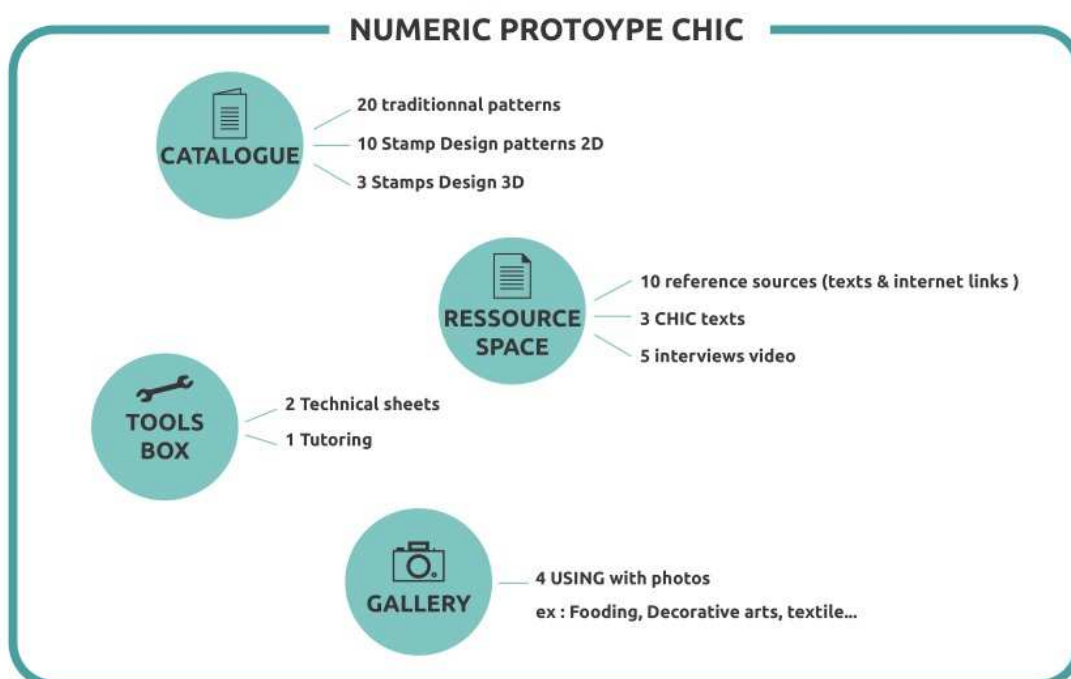 NUMERIC PROTOYPE CHIC
CATALOGUE
20 traditionnal patterns
10 Stamp Design patterns 2D
3 Stamps Design 3D
RESSOURCE
SPACE
10 reference sources (texts & internet links )
3 CHIC texts
5 interviews video
TOOLS
BOX
2 Technical sheets
1 Tutoring
GALLERY
4 USING with photos
ex : Fooding, Decorative arts, textile...